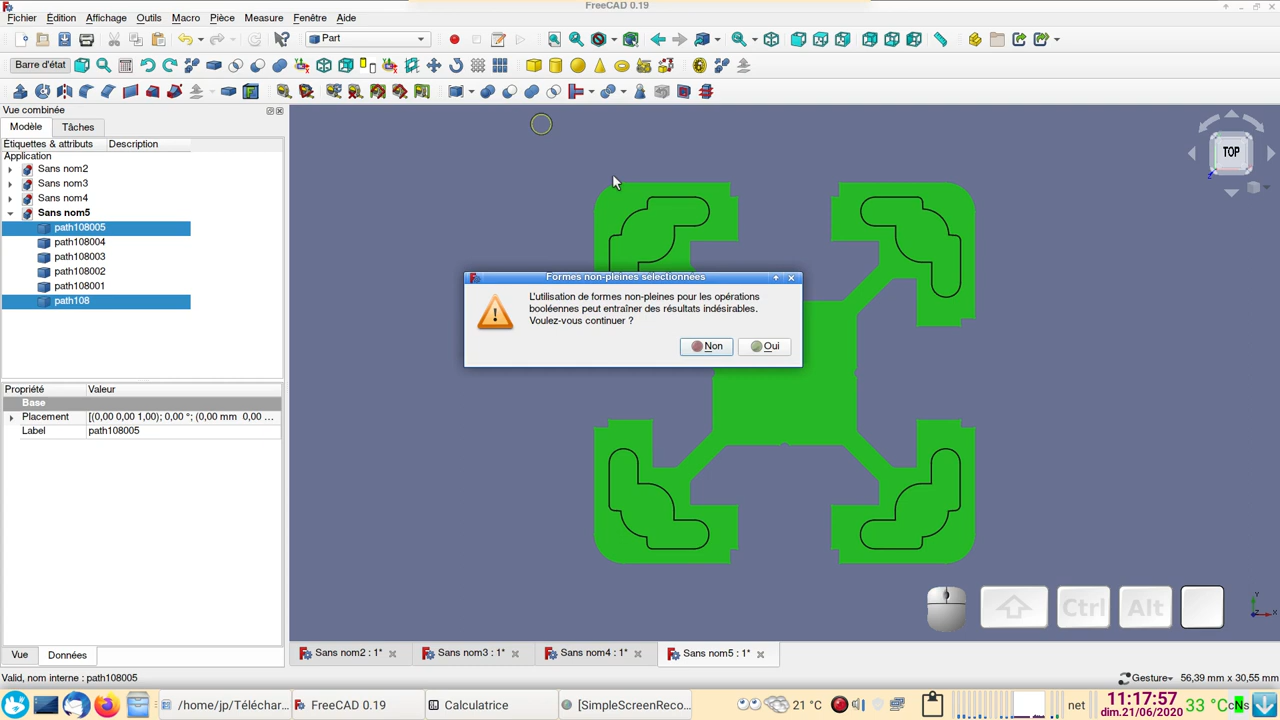 FreeCAD 0.19
Fichier Édition Affichage Outils Macro Pièce Mesure Fenêtre Aide
Part
Barre d'état
Vue combinée
Modèle Tâches
Étiquettes & attributs Description
Application
Sans nom2
Sans nom3
Sans nom4
Sans nom5
path108005
path108004
path108003
path108002
path108001
path108
TOP
Formes non-pleines sélectionnées
L'utilisation de formes non-pleines pour les opérations
booléennes peut entraîner des résultats indésirables.
Voulez-vous continuer ?
Non Oui
Propriété Valeur
Base
Placement [(0,00 0,00 1,00); 0,00 °; (0,00 mm 0,00 ...
Label path108005
Ctrl Alt
Y
X
Vue Données
Sans nom2 : 1* Sans nom3 : 1* Sans nom4 : 1* Sans nom5 : 1*
Valid, nom interne : path108005
Gesture 56,39 mm x 30,55 mm
/home/jp/Téléchar... FreeCAD 0.19 Calculatrice [SimpleScreenReco...
21 °C
net
11:17:57
dim.21/06/2020
33 °C